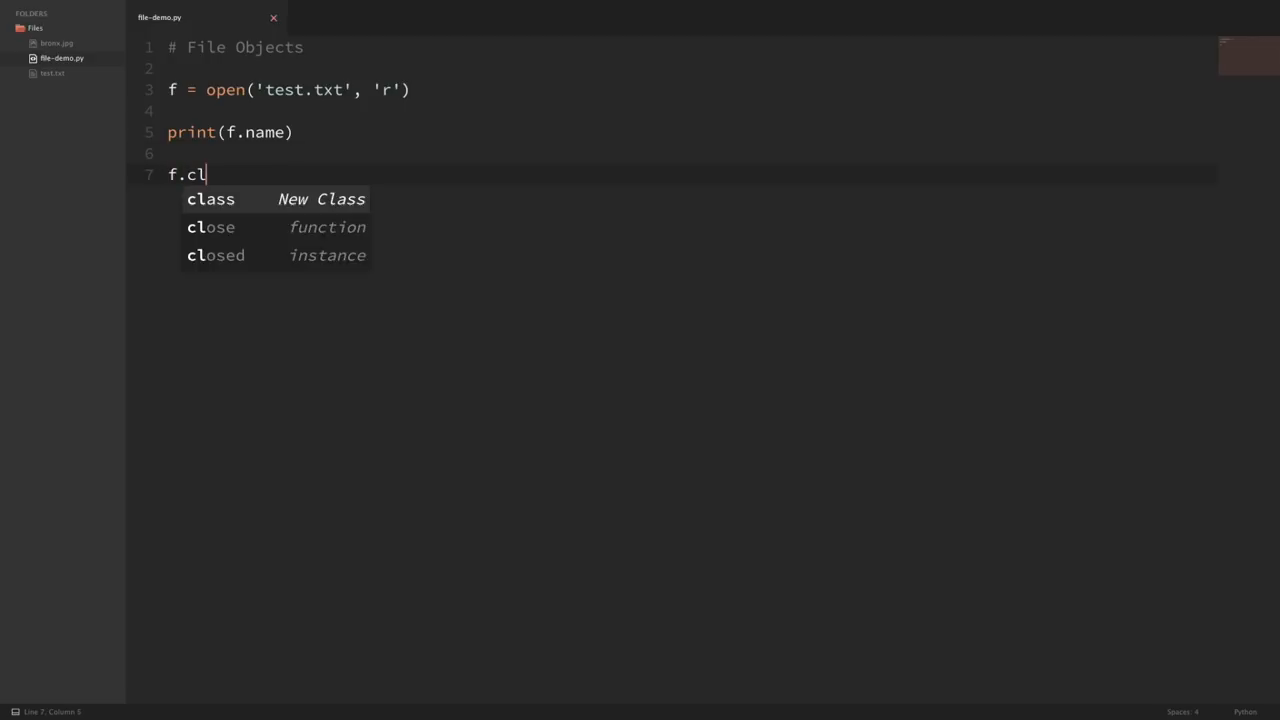 FOLDERS
Files
bronx.jpg
file-demo.py
test.txt
file-demo.py
1 # File Objects
2
3 f = open('test.txt', 'r')
4
5 print(f.name)
6
7 f.cl
class New Class
close function
closed instance
Line 7, Column 5
Spaces: 4
Python